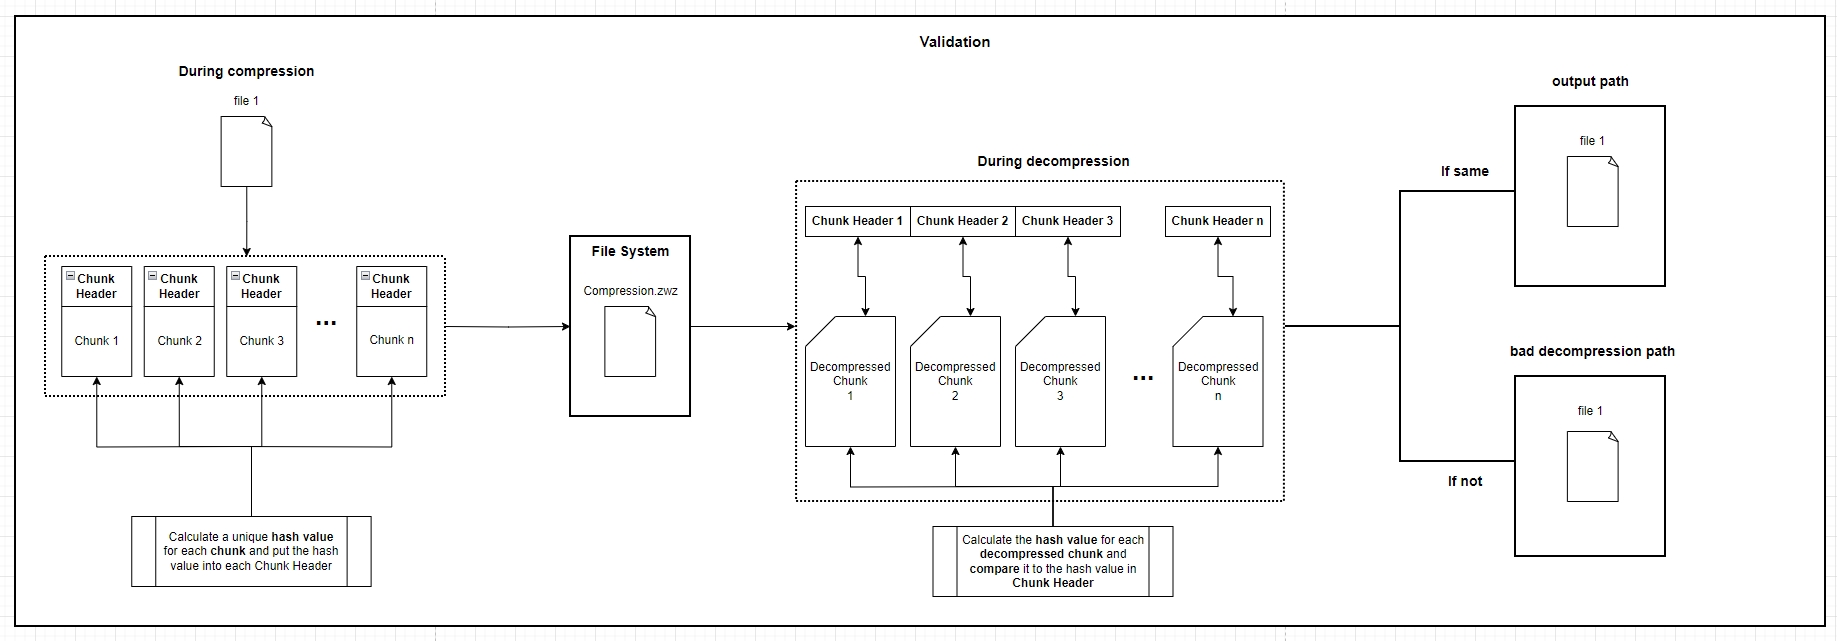 Validation
During compression
file 1
Chunk
Header
Chunk 1
Chunk
Header
Chunk 2
Chunk
Header
Chunk 3
...
Chunk
Header
Chunk n
Calculate a unique hash value
for each chunk and put the hash
value into each Chunk Header
File System
Compression.zwz
During decompression
Chunk Header 1
Chunk Header 2
Chunk Header 3
Chunk Header n
Decompressed
Chunk
1
Decompressed
Chunk
2
Decompressed
Chunk
3
...
Decompressed
Chunk
n
Calculate the hash value for each
decompressed chunk and
compare it to the hash value in
Chunk Header
If same
output path
file 1
If not
bad decompression path
file 1